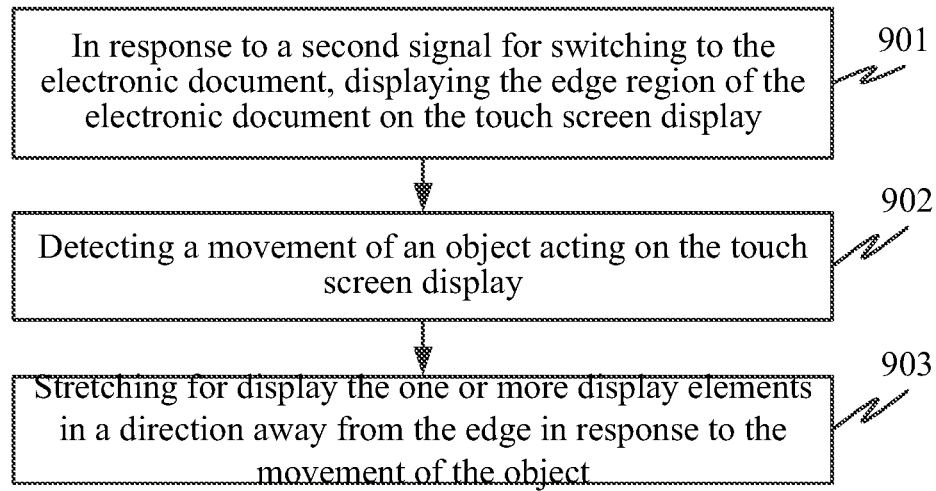 In response to a second signal for switching to the
electronic document, displaying the edge region of the
electronic document on the touch screen display
901
Detecting a movement of an object acting on the touch
screen display
902
Stretching for display the one or more display elements
in a direction away from the edge in response to the
movement of the object
903